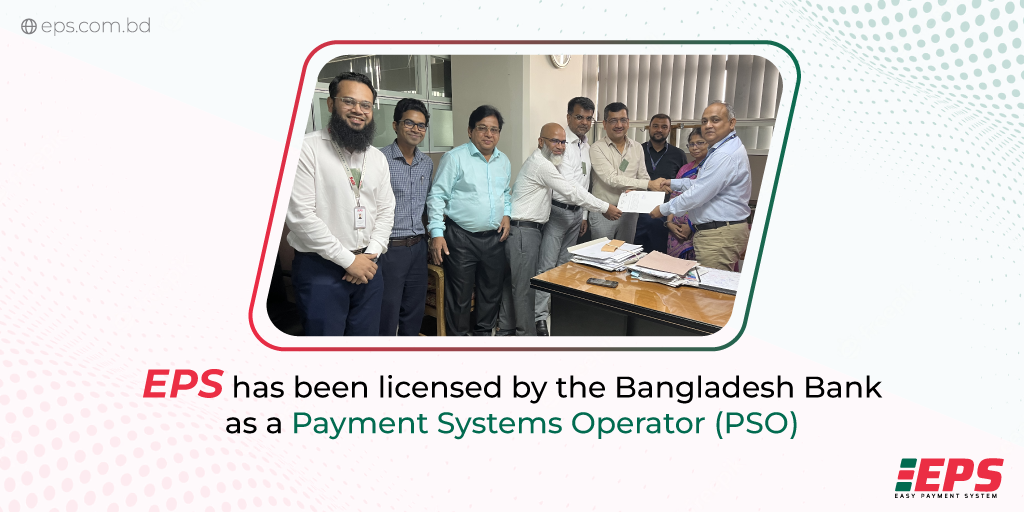 eps.com.bd
EPS has been licensed by the Bangladesh Bank
as a Payment Systems Operator (PSO)
EPS
EASY PAYMENT SYSTEM